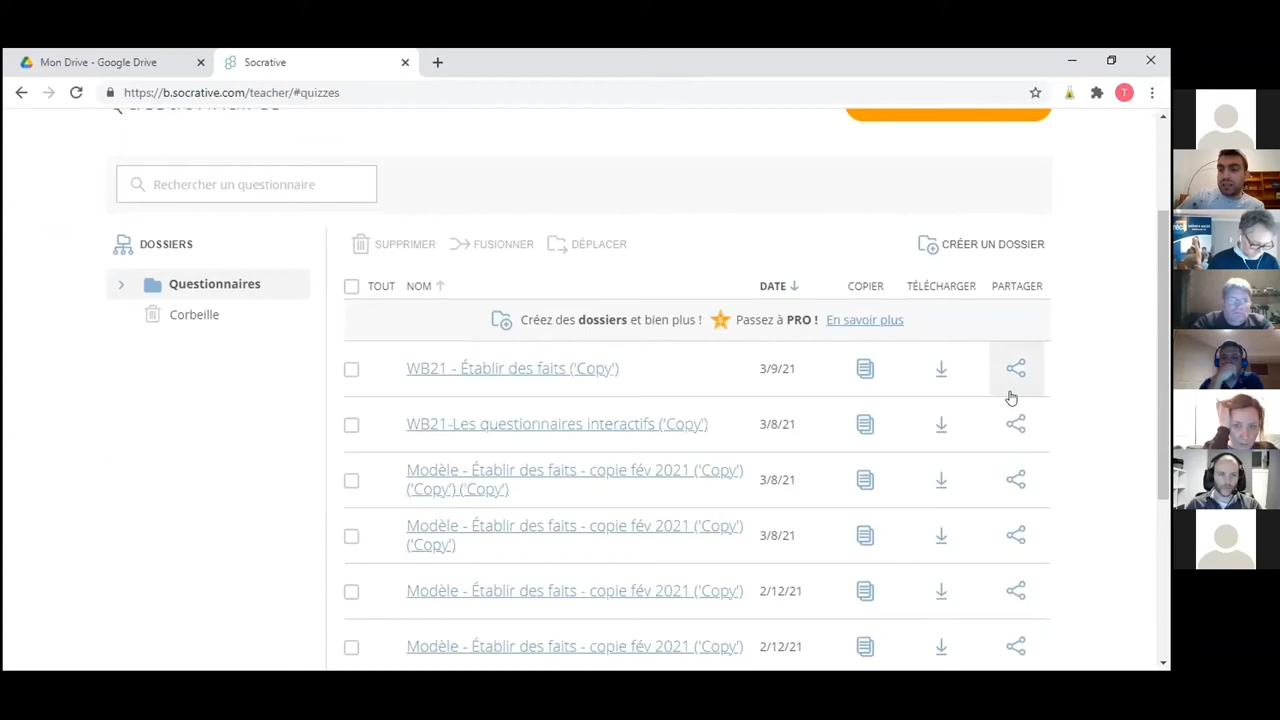 Mon Drive - Google Drive
Socrative
https://b.socrative.com/teacher/#quizzes
T
Rechercher un questionnaire
DOSSIERS
SUPPRIMER
FUSIONNER
DÉPLACER
CRÉER UN DOSSIER
Questionnaires
Corbeille
TOUT NOM DATE COPIER TÉLÉCHARGER PARTAGER
Créez des dossiers et bien plus ! Passez à PRO ! En savoir plus
WB21 - Établir des faits ('Copy') 3/9/21
WB21-Les questionnaires interactifs ('Copy') 3/8/21
Modèle - Établir des faits - copie fév 2021 ('Copy')
('Copy') ('Copy')
3/8/21
Modèle - Établir des faits - copie fév 2021 ('Copy')
('Copy')
3/8/21
Modèle - Établir des faits - copie fév 2021 ('Copy') 2/12/21
Modèle - Établir des faits - copie fév 2021 ('Copy') 2/12/21